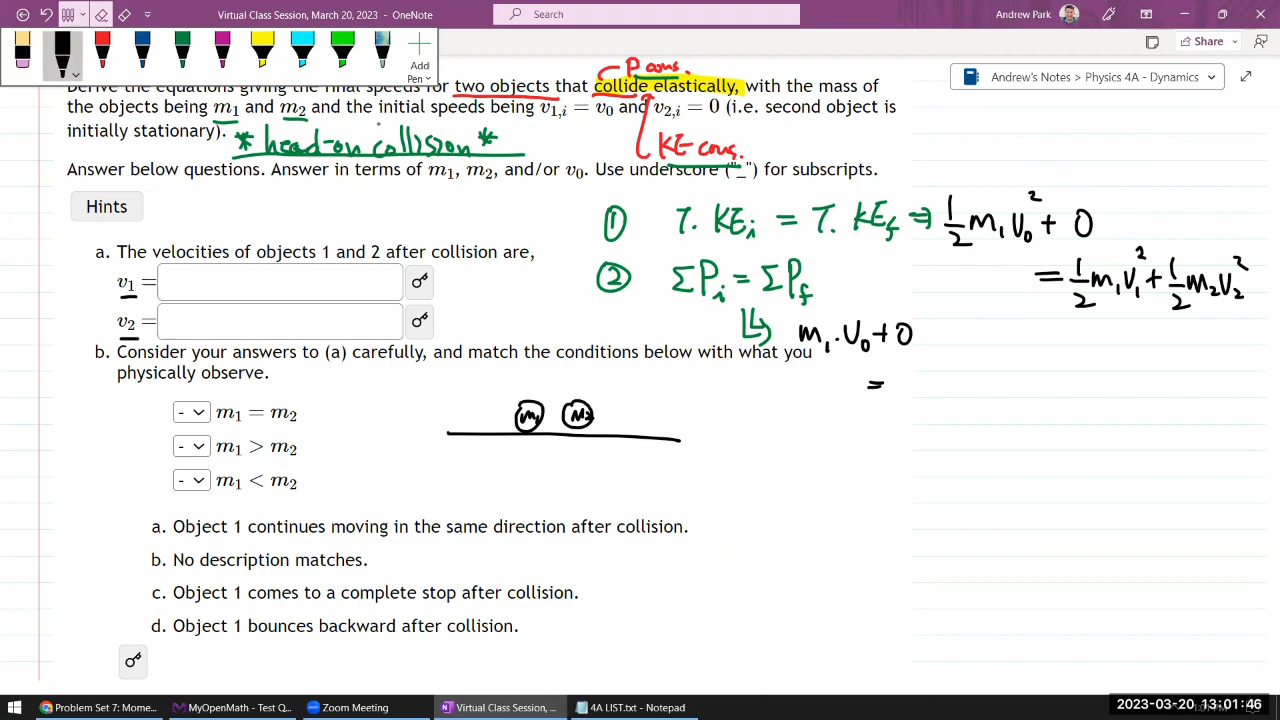 Virtual Class Session, March 20, 2023 - OneNote
Search
Andrew Park
Share
Add
Pen
Andrew's Notes > Physics 4A - Dynamics
P cons.
Derive the equations giving the final speeds for two objects that collide elastically, with the mass of
the objects being m₁ and m₂ and the initial speeds being v₁,ᵢ = v₀ and v₂,ᵢ = 0 (i.e. second object is
initially stationary).
* head-on collision *
KE cons.
Answer below questions. Answer in terms of m₁, m₂, and/or v₀. Use underscore ("_") for subscripts.
Hints
① T. KEᵢ = T. KE_f ⇒ 1/2 m₁ v₀² + 0
= 1/2 m₁ v₁² + 1/2 m₂ v₂²
② ΣPᵢ = ΣP_f
↳ m₁ · v₀ + 0
=
a. The velocities of objects 1 and 2 after collision are,
v₁ =
v₂ =
b. Consider your answers to (a) carefully, and match the conditions below with what you
physically observe.
- m₁ = m₂
- m₁ > m₂
- m₁ < m₂
m₁ m₂
a. Object 1 continues moving in the same direction after collision.
b. No description matches.
c. Object 1 comes to a complete stop after collision.
d. Object 1 bounces backward after collision.
Problem Set 7: Mome...
MyOpenMath - Test Q...
Zoom Meeting
Virtual Class Session,...
4A LIST.txt - Notepad
2023-03-20 13:01:46